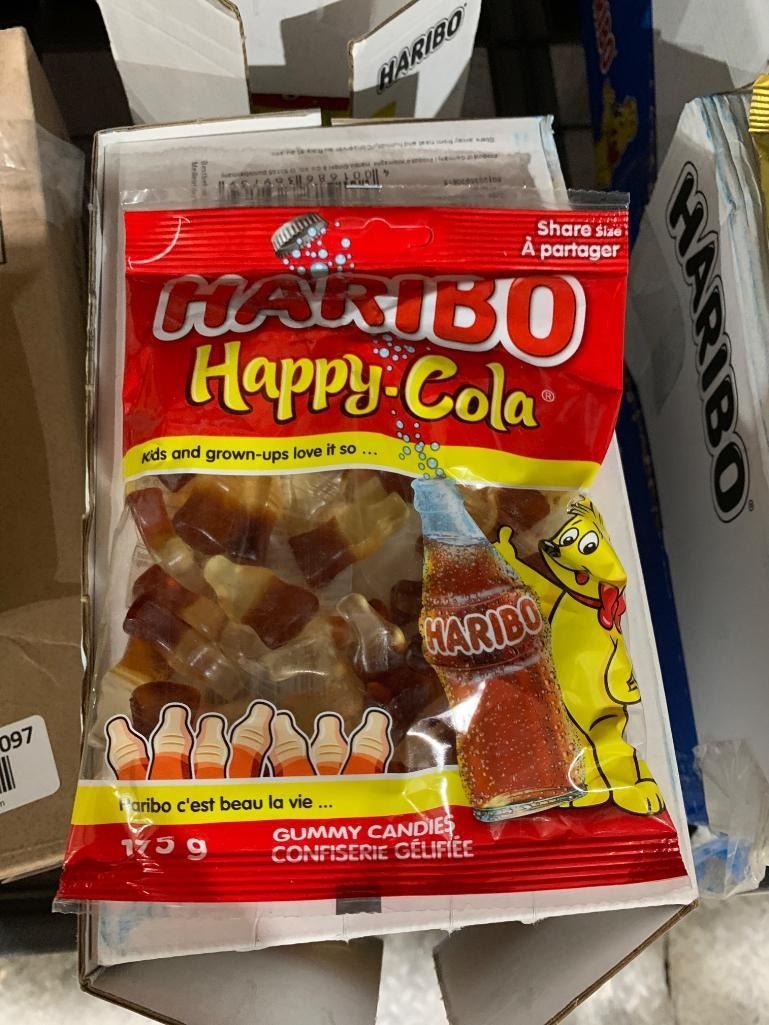 HARIBO
Share size
À partager
HARIBO
Happy-Cola®
Kids and grown-ups love it so ...
HARIBO
Haribo c'est beau la vie ...
175 g
GUMMY CANDIES
CONFISERIE GÉLIFIÉE
HARIBO
097